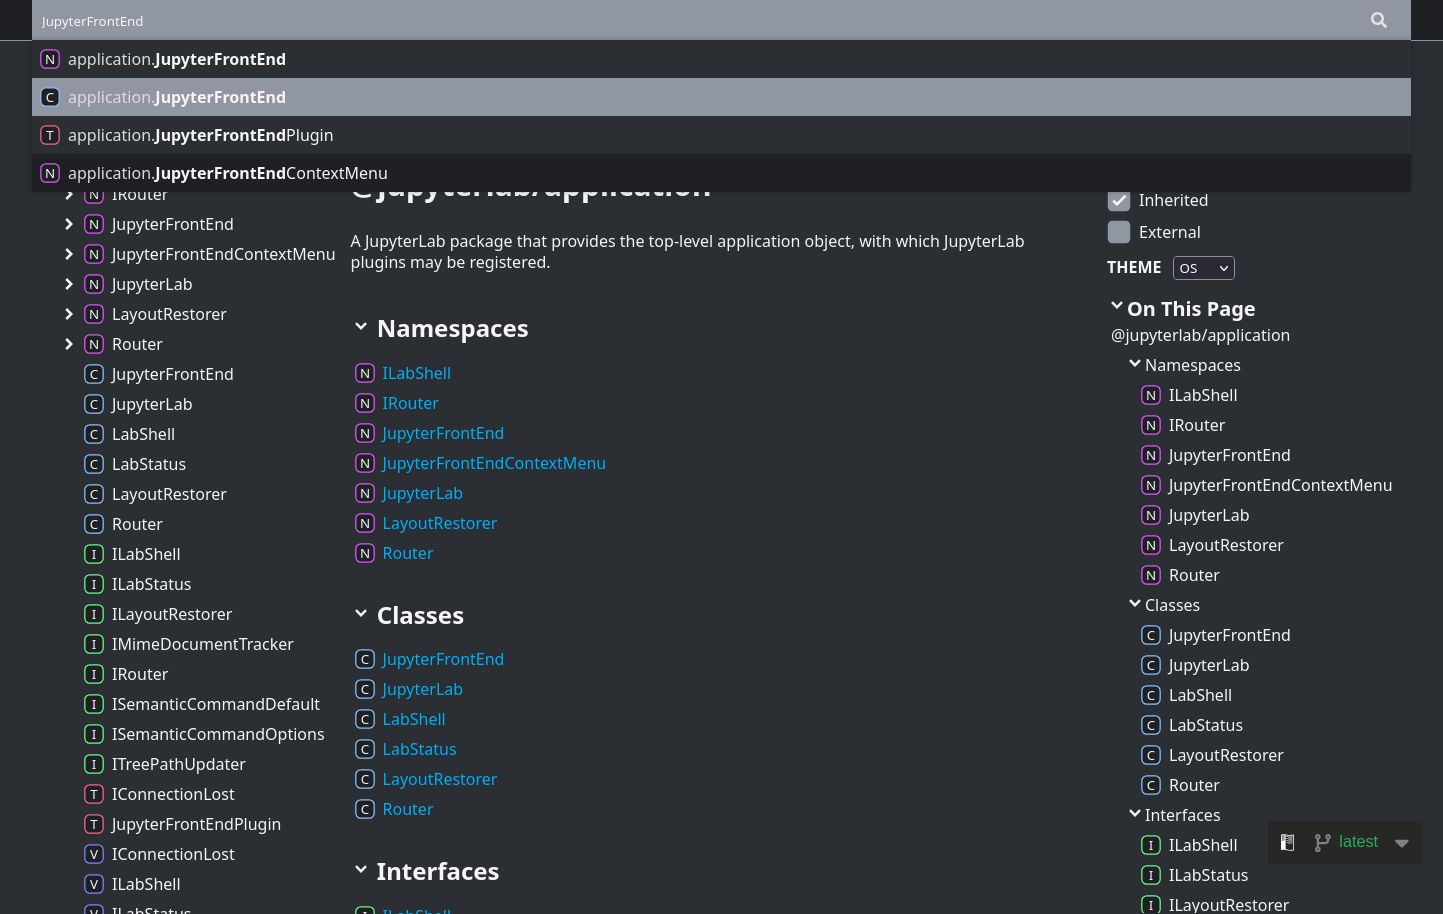 JupyterFrontEnd
N application.JupyterFrontEnd
C application.JupyterFrontEnd
T application.JupyterFrontEndPlugin
N application.JupyterFrontEndContextMenu
N IRouter
N JupyterFrontEnd
N JupyterFrontEndContextMenu
N JupyterLab
N LayoutRestorer
N Router
C JupyterFrontEnd
C JupyterLab
C LabShell
C LabStatus
C LayoutRestorer
C Router
I ILabShell
I ILabStatus
I ILayoutRestorer
I IMimeDocumentTracker
I IRouter
I ISemanticCommandDefault
I ISemanticCommandOptions
I ITreePathUpdater
T IConnectionLost
T JupyterFrontEndPlugin
V IConnectionLost
V ILabShell
V ILabStatus
@jupyterlab/application
A JupyterLab package that provides the top-level application object, with which JupyterLab
plugins may be registered.
Namespaces
N ILabShell
N IRouter
N JupyterFrontEnd
N JupyterFrontEndContextMenu
N JupyterLab
N LayoutRestorer
N Router
Classes
C JupyterFrontEnd
C JupyterLab
C LabShell
C LabStatus
C LayoutRestorer
C Router
Interfaces
I ILabShell
Inherited
External
THEME OS
On This Page
@jupyterlab/application
Namespaces
N ILabShell
N IRouter
N JupyterFrontEnd
N JupyterFrontEndContextMenu
N JupyterLab
N LayoutRestorer
N Router
Classes
C JupyterFrontEnd
C JupyterLab
C LabShell
C LabStatus
C LayoutRestorer
C Router
Interfaces
I ILabShell
I ILabStatus
I ILayoutRestorer
latest